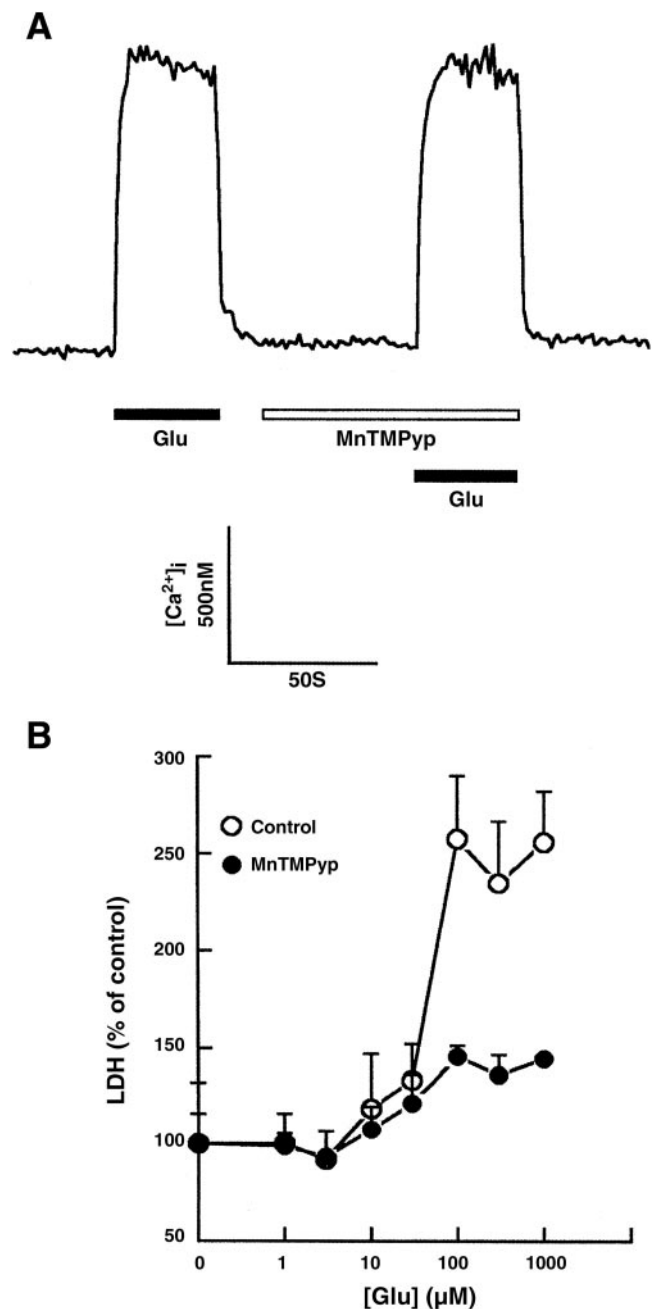 A
Glu
MnTMPyp
Glu
[Ca²⁺]i
500nM
50S
B
300
250
200
150
100
50
LDH (% of control)
Control
MnTMPyp
0
1
10
100
1000
[Glu] (µM)